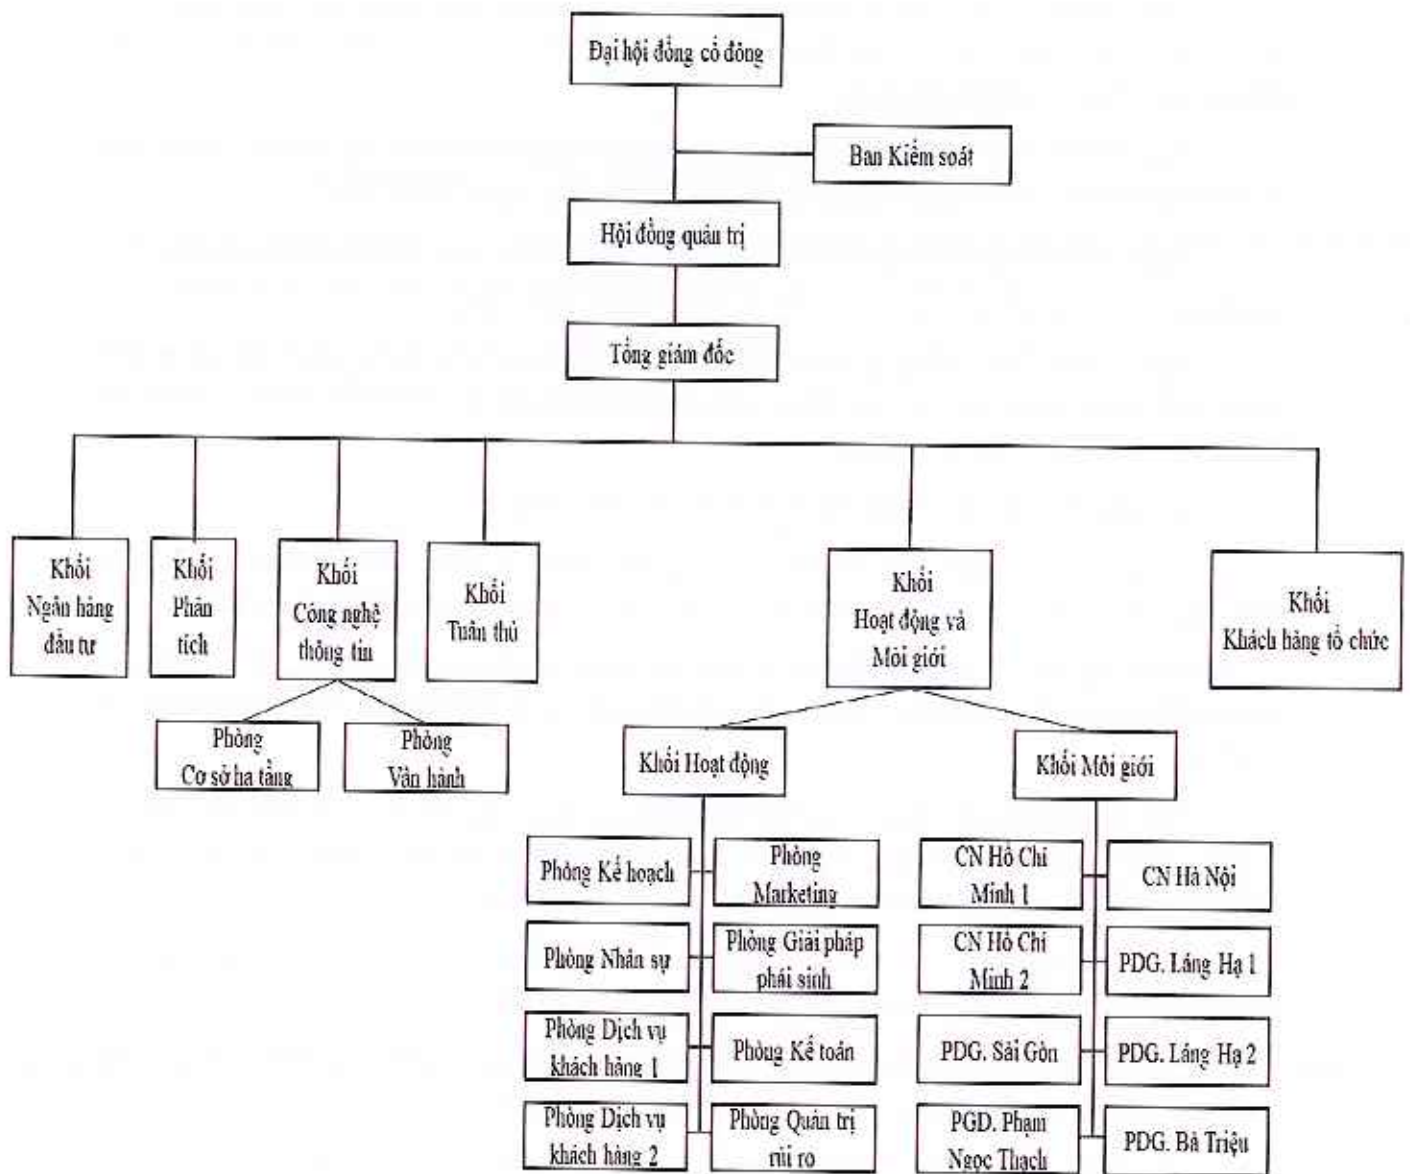 Đại hội đồng cổ đông
Ban Kiểm soát
Hội đồng quản trị
Tổng giám đốc
Khối
Ngân hàng
đầu tư
Khối
Phân
tích
Khối
Công nghệ
thông tin
Khối
Tuân thủ
Khối
Hoạt động và
Môi giới
Khối
Khách hàng tổ chức
Phòng
Cơ sở hạ tầng
Phòng
Vận hành
Khối Hoạt động
Khối Môi giới
Phòng Kế hoạch
Phòng
Marketing
CN Hồ Chí
Minh 1
CN Hà Nội
Phòng Nhân sự
Phòng Giải pháp
phái sinh
CN Hồ Chí
Minh 2
PDG. Láng Hạ 1
Phòng Dịch vụ
khách hàng 1
Phòng Kế toán
PDG. Sài Gòn
PDG. Láng Hạ 2
Phòng Dịch vụ
khách hàng 2
Phòng Quản trị
rủi ro
PGD. Phạm
Ngọc Thạch
PDG. Bà Triệu